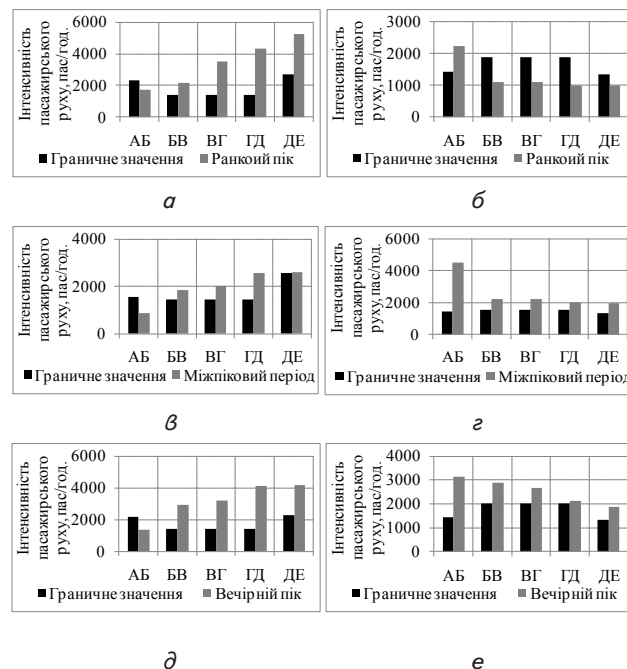 Інтенсивність пасажирського руху, пас/год.
6000
4000
2000
0
АБ БВ ВГ ГД ДЕ
Граничне значення Ранкоий пік
а
Інтенсивність пасажирського руху, пас/год.
3000
2000
1000
0
АБ БВ ВГ ГД ДЕ
Граничне значення Ранкоий пік
б
Інтенсивність пасажирського руху, пас/год.
4000
2000
0
АБ БВ ВГ ГД ДЕ
Граничне значення Міжпіковий період
в
Інтенсивність пасажирського руху, пас/год.
6000
4000
2000
0
АБ БВ ВГ ГД ДЕ
Граничне значення Міжпіковий період
г
Інтенсивність пасажирського руху, пас/год.
6000
4000
2000
0
АБ БВ ВГ ГД ДЕ
Граничне значення Вечірній пік
д
Інтенсивність пасажирського руху, пас/год.
4000
3000
2000
1000
0
АБ БВ ВГ ГД ДЕ
Граничне значення Вечірній пік
е